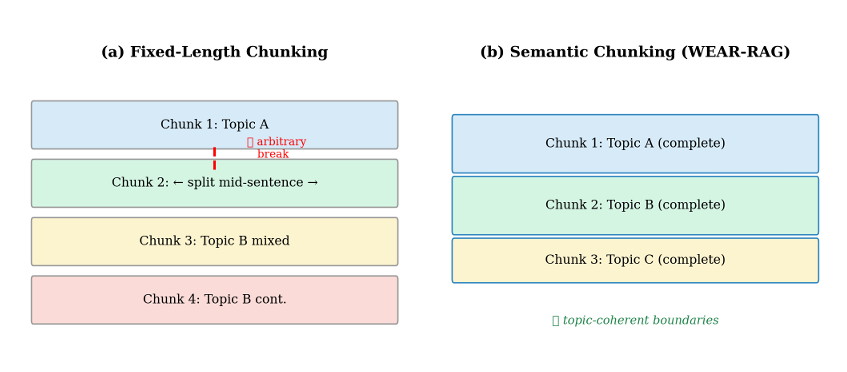 (a) Fixed-Length Chunking
Chunk 1: Topic A
arbitrary
break
Chunk 2: ← split mid-sentence →
Chunk 3: Topic B mixed
Chunk 4: Topic B cont.
(b) Semantic Chunking (WEAR-RAG)
Chunk 1: Topic A (complete)
Chunk 2: Topic B (complete)
Chunk 3: Topic C (complete)
topic-coherent boundaries